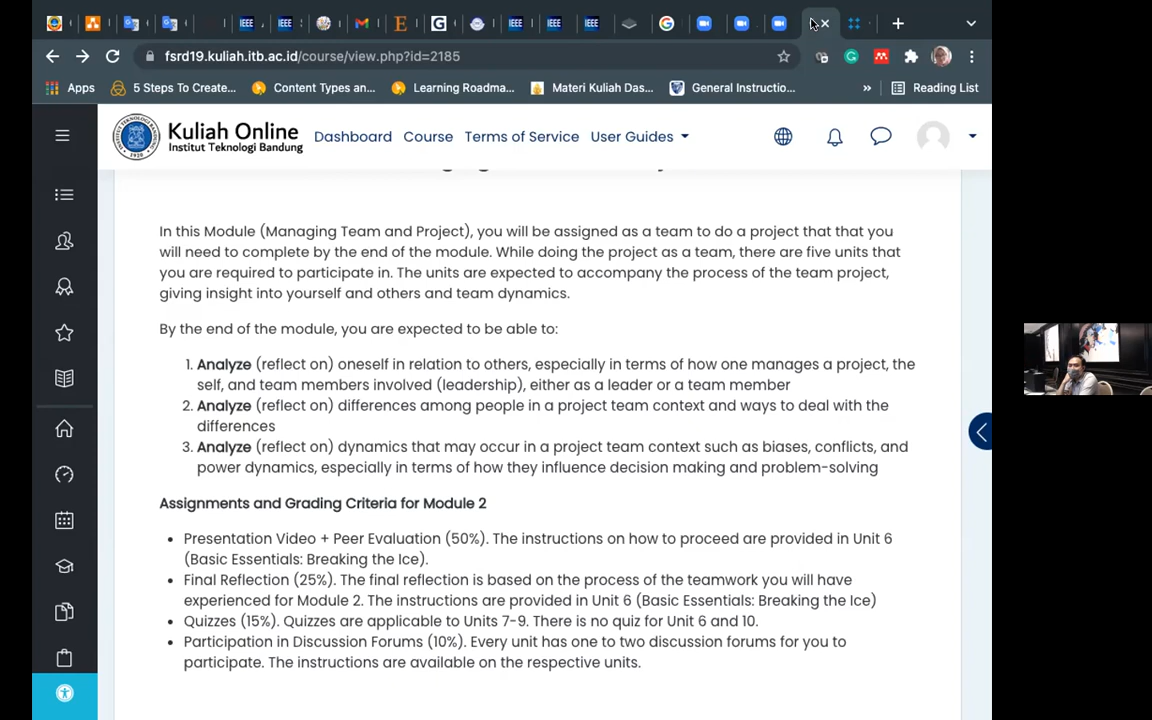 IEEE
IEEE
IEEE
IEEE
IEEE
fsrd19.kuliah.itb.ac.id/course/view.php?id=2185
Apps
5 Steps To Create...
Content Types an...
Learning Roadma...
Materi Kuliah Das...
General Instructio...
»
Reading List
Kuliah Online
Institut Teknologi Bandung
Dashboard
Course
Terms of Service
User Guides
In this Module (Managing Team and Project), you will be assigned as a team to do a project that that you
will need to complete by the end of the module. While doing the project as a team, there are five units that
you are required to participate in. The units are expected to accompany the process of the team project,
giving insight into yourself and others and team dynamics.
By the end of the module, you are expected to be able to:
1. Analyze (reflect on) oneself in relation to others, especially in terms of how one manages a project, the
self, and team members involved (leadership), either as a leader or a team member
2. Analyze (reflect on) differences among people in a project team context and ways to deal with the
differences
3. Analyze (reflect on) dynamics that may occur in a project team context such as biases, conflicts, and
power dynamics, especially in terms of how they influence decision making and problem-solving
Assignments and Grading Criteria for Module 2
• Presentation Video + Peer Evaluation (50%). The instructions on how to proceed are provided in Unit 6
(Basic Essentials: Breaking the Ice).
• Final Reflection (25%). The final reflection is based on the process of the teamwork you will have
experienced for Module 2. The instructions are provided in Unit 6 (Basic Essentials: Breaking the Ice)
• Quizzes (15%). Quizzes are applicable to Units 7-9. There is no quiz for Unit 6 and 10.
• Participation in Discussion Forums (10%). Every unit has one to two discussion forums for you to
participate. The instructions are available on the respective units.